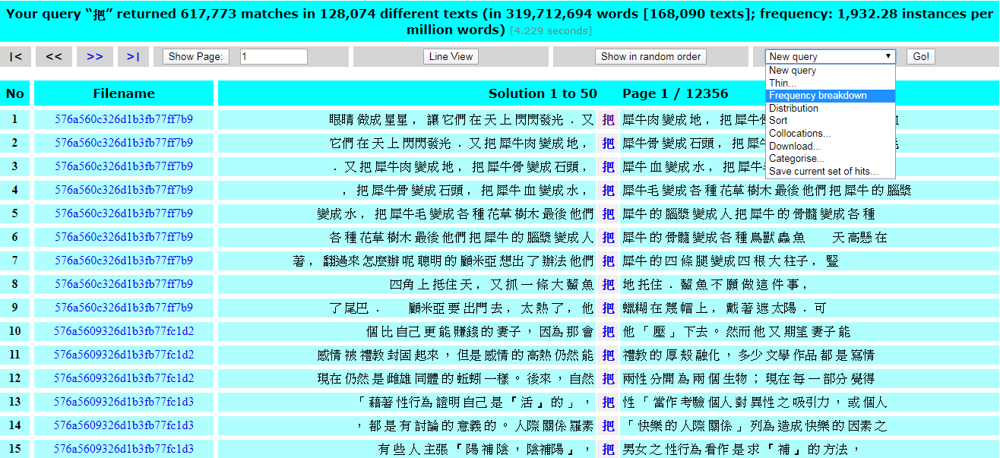 Your query “把” returned 617,773 matches in 128,074 different texts (in 319,712,694 words [168,090 texts]; frequency: 1,932.28 instances per
million words) [4.229 seconds]
|< << >> >| Show Page: 1 Line View Show in random order New query Go!
New query
Thin...
Frequency breakdown
Distribution
Sort
Collocations...
Download...
Categorise...
Save current set of hits...
No Filename Solution 1 to 50 Page 1 / 12356
1 576a560c326d1b3fb77ff7b9 眼睛 做成 星星 ， 讓 它們 在 天 上 閃閃發光 ． 又 把 犀牛肉 變成 地 ， 把 犀牛
2 576a560c326d1b3fb77ff7b9 它們 在 天 上 閃閃發光 ． 又 把 犀牛肉 變成 地 ， 把 犀牛骨 變成 石頭 ， 把 犀牛
3 576a560c326d1b3fb77ff7b9 ． 又 把 犀牛肉 變成 地 ， 把 犀牛骨 變成 石頭 ， 把 犀牛 血 變成 水 ， 把 犀牛
4 576a560c326d1b3fb77ff7b9 ， 把 犀牛骨 變成 石頭 ， 把 犀牛 血 變成 水 ， 把 犀牛毛 變成 各 種 花草 樹木 最後 他們 把 犀牛 的 腦漿
5 576a560c326d1b3fb77ff7b9 變成 水 ， 把 犀牛毛 變成 各 種 花草 樹木 最後 他們 把 犀牛 的 腦漿 變成 人 把 犀牛 的 骨髓 變成 各 種
6 576a560c326d1b3fb77ff7b9 各 種 花草 樹木 最後 他們 把 犀牛 的 腦漿 變成 人 把 犀牛 的 骨髓 變成 各 種 鳥獸 蟲 魚 天 高懸 在
7 576a560c326d1b3fb77ff7b9 著 ， 翻過來 怎麼辦 呢 聰明 的 顧米亞 想出 了 辦法 他們 把 犀牛 的 四 條 腿 變成 四 根 大 柱子 ， 豎
8 576a560c326d1b3fb77ff7b9 四角 上 抵住 天 ， 又 抓 一 條 大 鰲 魚 把 地 托住 ． 鰲 魚 不 願 做 這 件 事 ，
9 576a560c326d1b3fb77ff7b9 了 尾巴 ． 顧米亞 要 出門 去 ， 太 熱 了 ， 他 把 蠟 糊 在 篾 帽 上 ， 戴 著 遮 太陽 ． 可
10 576a5609326d1b3fb77fc1d2 個 比 自己 更 能 賺錢 的 妻子 ， 因為 那 會 把 他 「 壓 」 下去 。 然而 他 又 期望 妻子 能
11 576a5609326d1b3fb77fc1d2 感情 被 禮教 封固 起來 ， 但是 感情 的 高熱 仍然 能 把 禮教 的 厚 殼 融化 ， 多少 文學 作品 都 是 寫情
12 576a5609326d1b3fb77fc1d2 現在 仍然 是 雌雄 同體 的 蚯蚓 一樣 。 後來 ， 自然 把 兩性 分開 為 兩 個 生物 ； 現在 每 一 部分 覺得
13 576a5609326d1b3fb77fc1d3 「 藉著 性行為 證明 自己 是 『 活 』 的 」 ， 把 性 「 當作 考驗 個人 對 異性 之 吸引力 ， 或 個人
14 576a5609326d1b3fb77fc1d3 ， 都 是 有 討論 的 意義 的 。 人際 關係 羅素 把 「 快樂 的 人際 關係 」 列為 造成 快樂 的 因素 之
15 576a5609326d1b3fb77fc1d3 有 些 人 主張 『 陽 補 陰 ， 陰補陽 』 ， 把 男女 之 性行為 看作 是 求 『 補 』 的 方法 ，